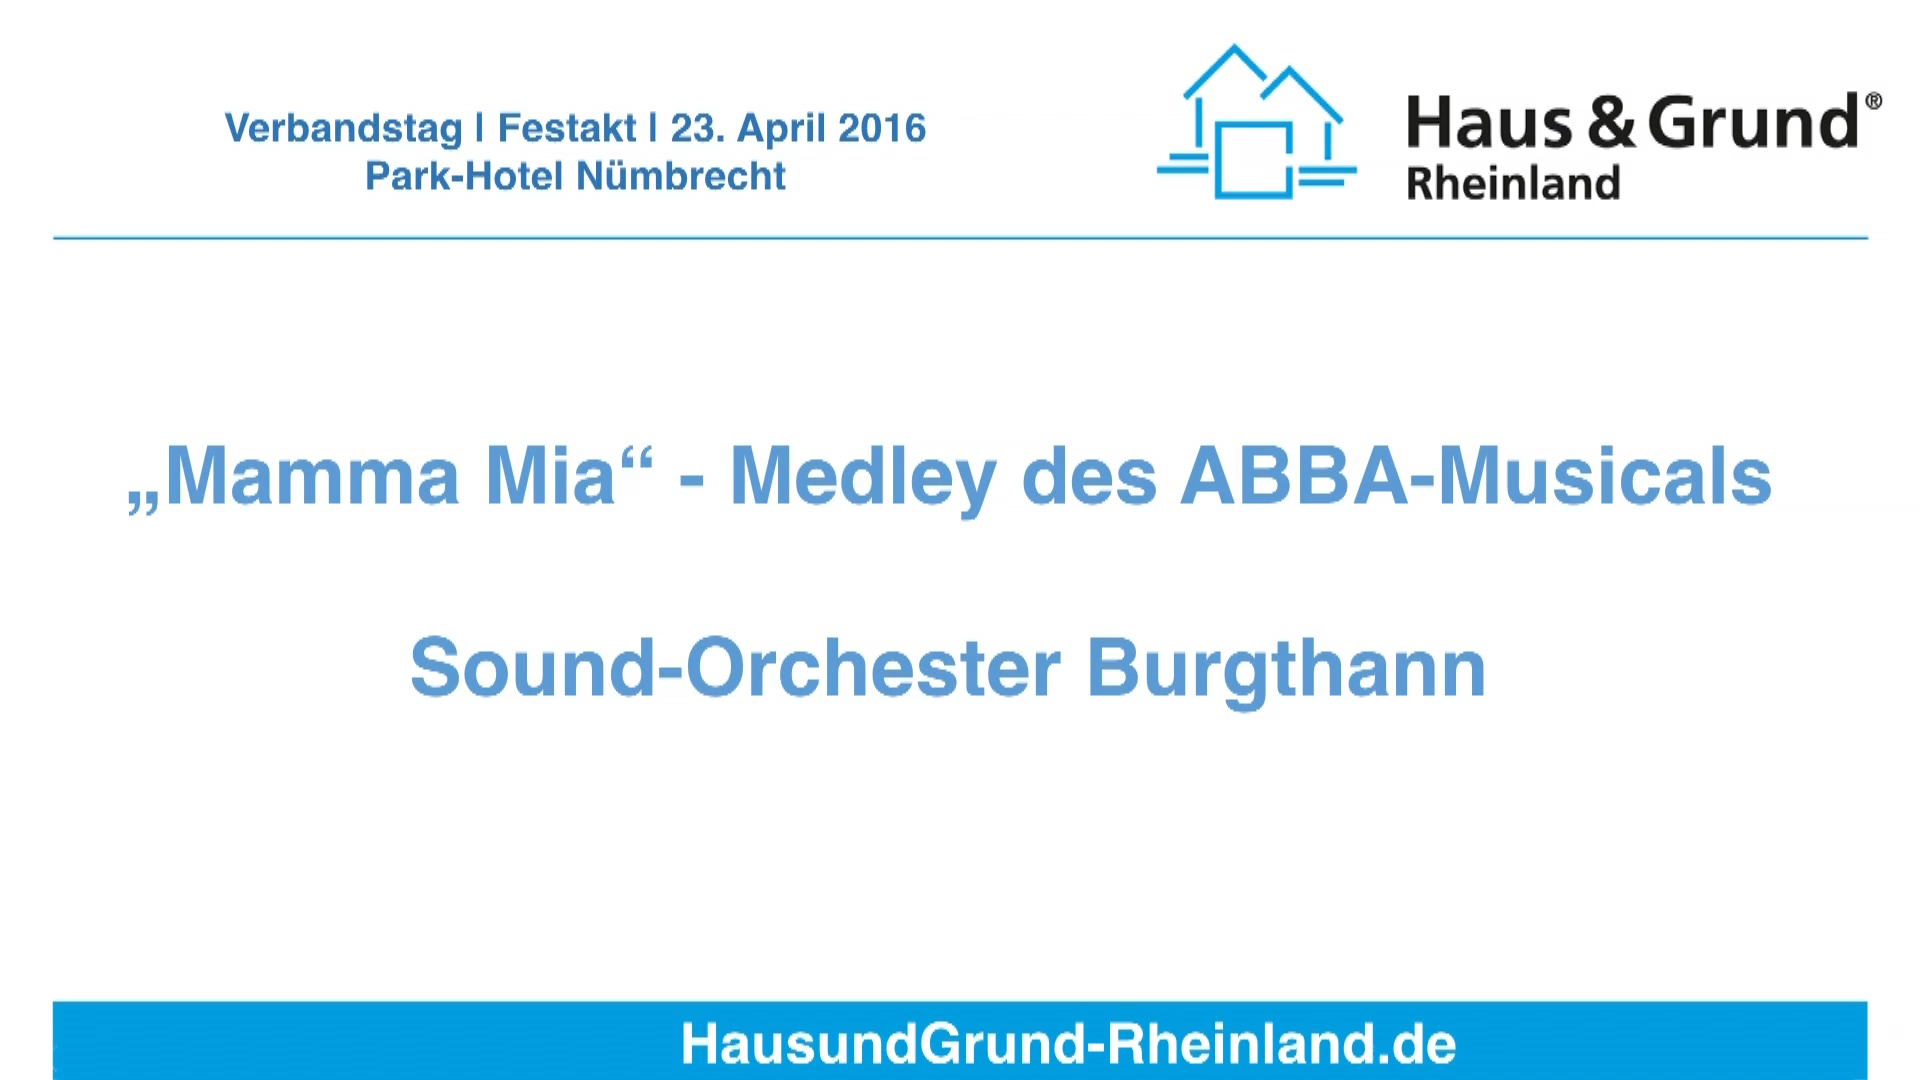 Verbandstag | Festakt | 23. April 2016
Park-Hotel Nümbrecht
Haus & Grund®
Rheinland
„Mamma Mia“ - Medley des ABBA-Musicals
Sound-Orchester Burgthann
HausundGrund-Rheinland.de